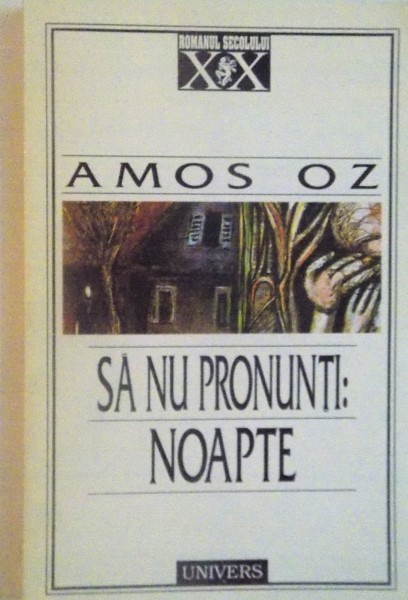 ROMANUL SECOLULUI
XX
AMOS OZ
SĂ NU PRONUNȚI:
NOAPTE
UNIVERS